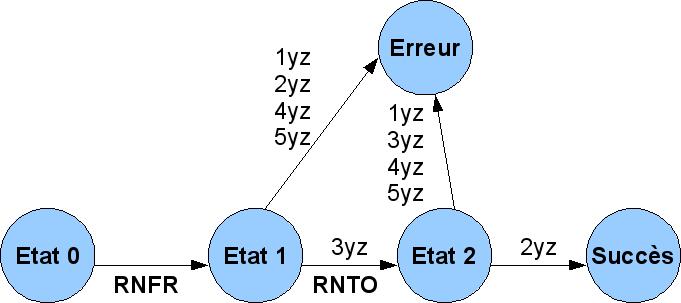 Erreur
1yz
2yz
4yz
5yz
1yz
3yz
4yz
5yz
Etat 0
RNFR
Etat 1
3yz
RNTO
Etat 2
2yz
Succès